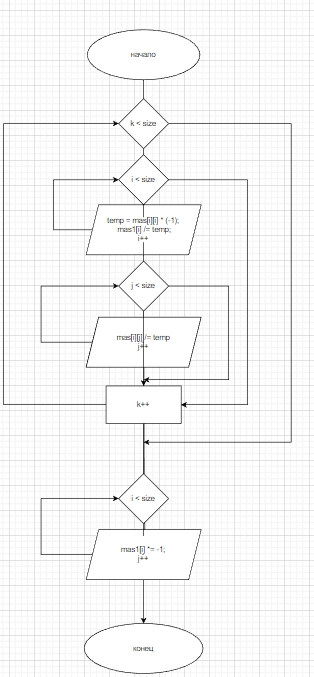 начало
k < size
i < size
temp = mas[i][i] * (-1);
mas1[i] /= temp;
i++
j < size
mas[i][j] /= temp
j++
k++
i < size
mas1[i] *= -1;
j++
конец